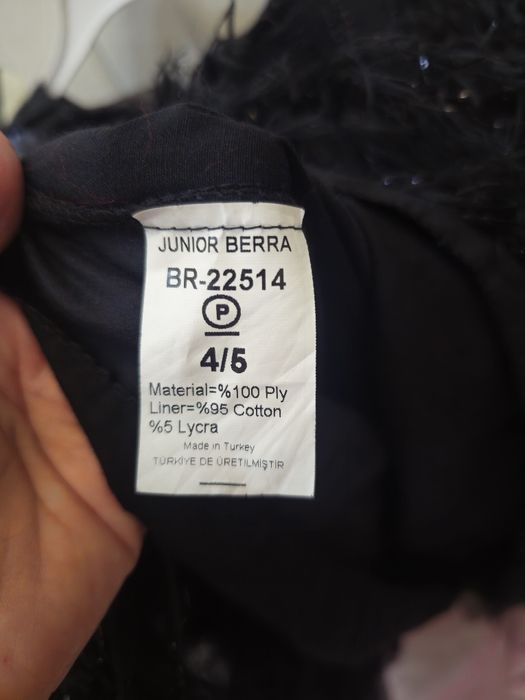 JUNIOR BERRA
BR-22514
P
4/5
Material=%100 Ply
Liner=%95 Cotton
%5 Lycra
Made in Turkey
TÜRKİYE DE ÜRETİLMİŞTİR